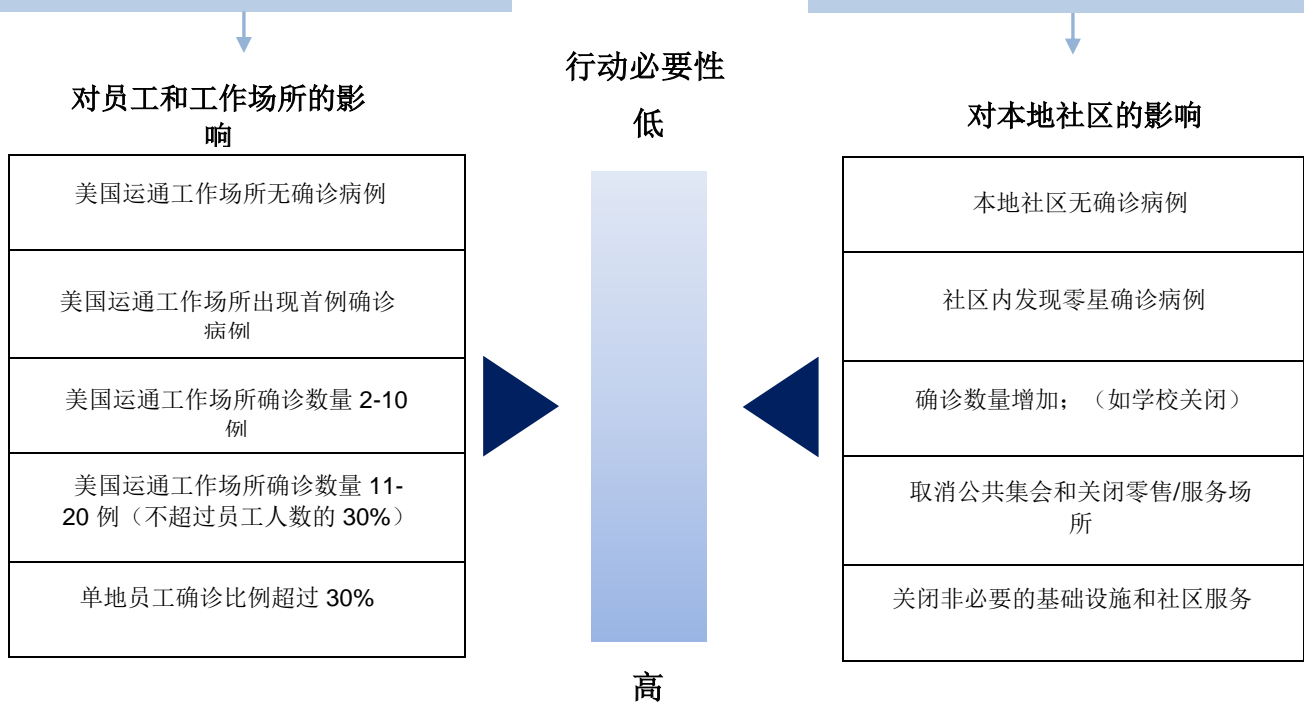 行动必要性
低
对员工和工作场所的影
响
美国运通工作场所无确诊病例
美国运通工作场所出现首例确诊
病例
美国运通工作场所确诊数量 2-10
例
美国运通工作场所确诊数量 11-
20 例（不超过员工人数的 30%）
单地员工确诊比例超过 30%
对本地社区的影响
本地社区无确诊病例
社区内发现零星确诊病例
确诊数量增加；（如学校关闭）
取消公共集会和关闭零售/服务场
所
关闭非必要的基础设施和社区服务
高